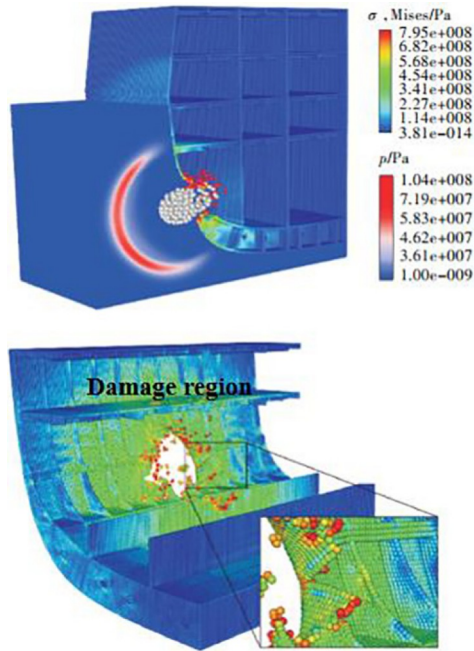 σ , Mises/Pa
7.95e+008
6.82e+008
5.68e+008
4.54e+008
3.41e+008
2.27e+008
1.14e+008
3.81e-014
p/Pa
1.04e+008
7.19e+007
5.83e+007
4.62e+007
3.61e+007
1.00e-009
Damage region